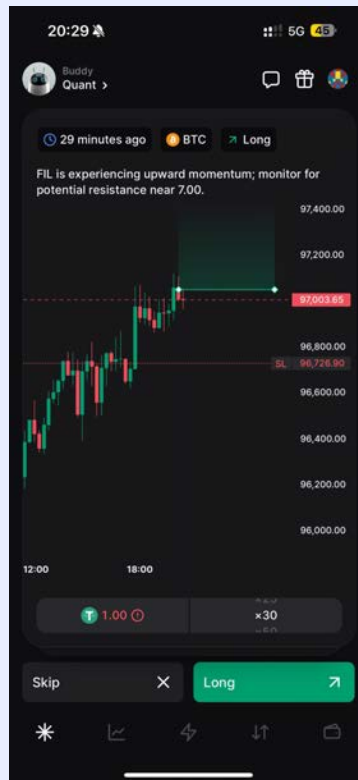 20:29
5G 45
Buddy
Quant >
29 minutes ago
BTC
Long
FIL is experiencing upward momentum; monitor for
potential resistance near 7.00.
97,400.00
97,200.00
97,003.65
96,800.00
SL 96,726.90
96,600.00
96,400.00
96,200.00
96,000.00
12:00 18:00
×25
1.00
×30
×50
Skip
Long